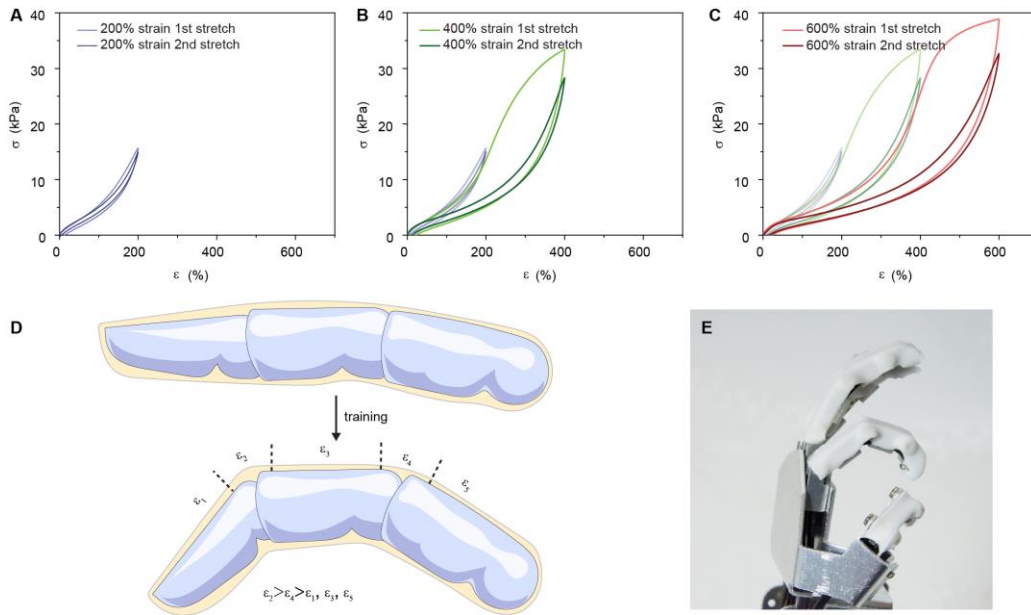 A
40
200% strain 1st stretch
200% strain 2nd stretch
30
20
10
0
σ (kPa)
0 200 400 600
ε (%)
B
40
400% strain 1st stretch
400% strain 2nd stretch
30
20
10
0
σ (kPa)
0 200 400 600
ε (%)
C
40
600% strain 1st stretch
600% strain 2nd stretch
30
20
10
0
σ (kPa)
0 200 400 600
ε (%)
D
training
ε₁
ε₂
ε₃
ε₄
ε₅
ε₂>ε₄>ε₁, ε₃, ε₅
E